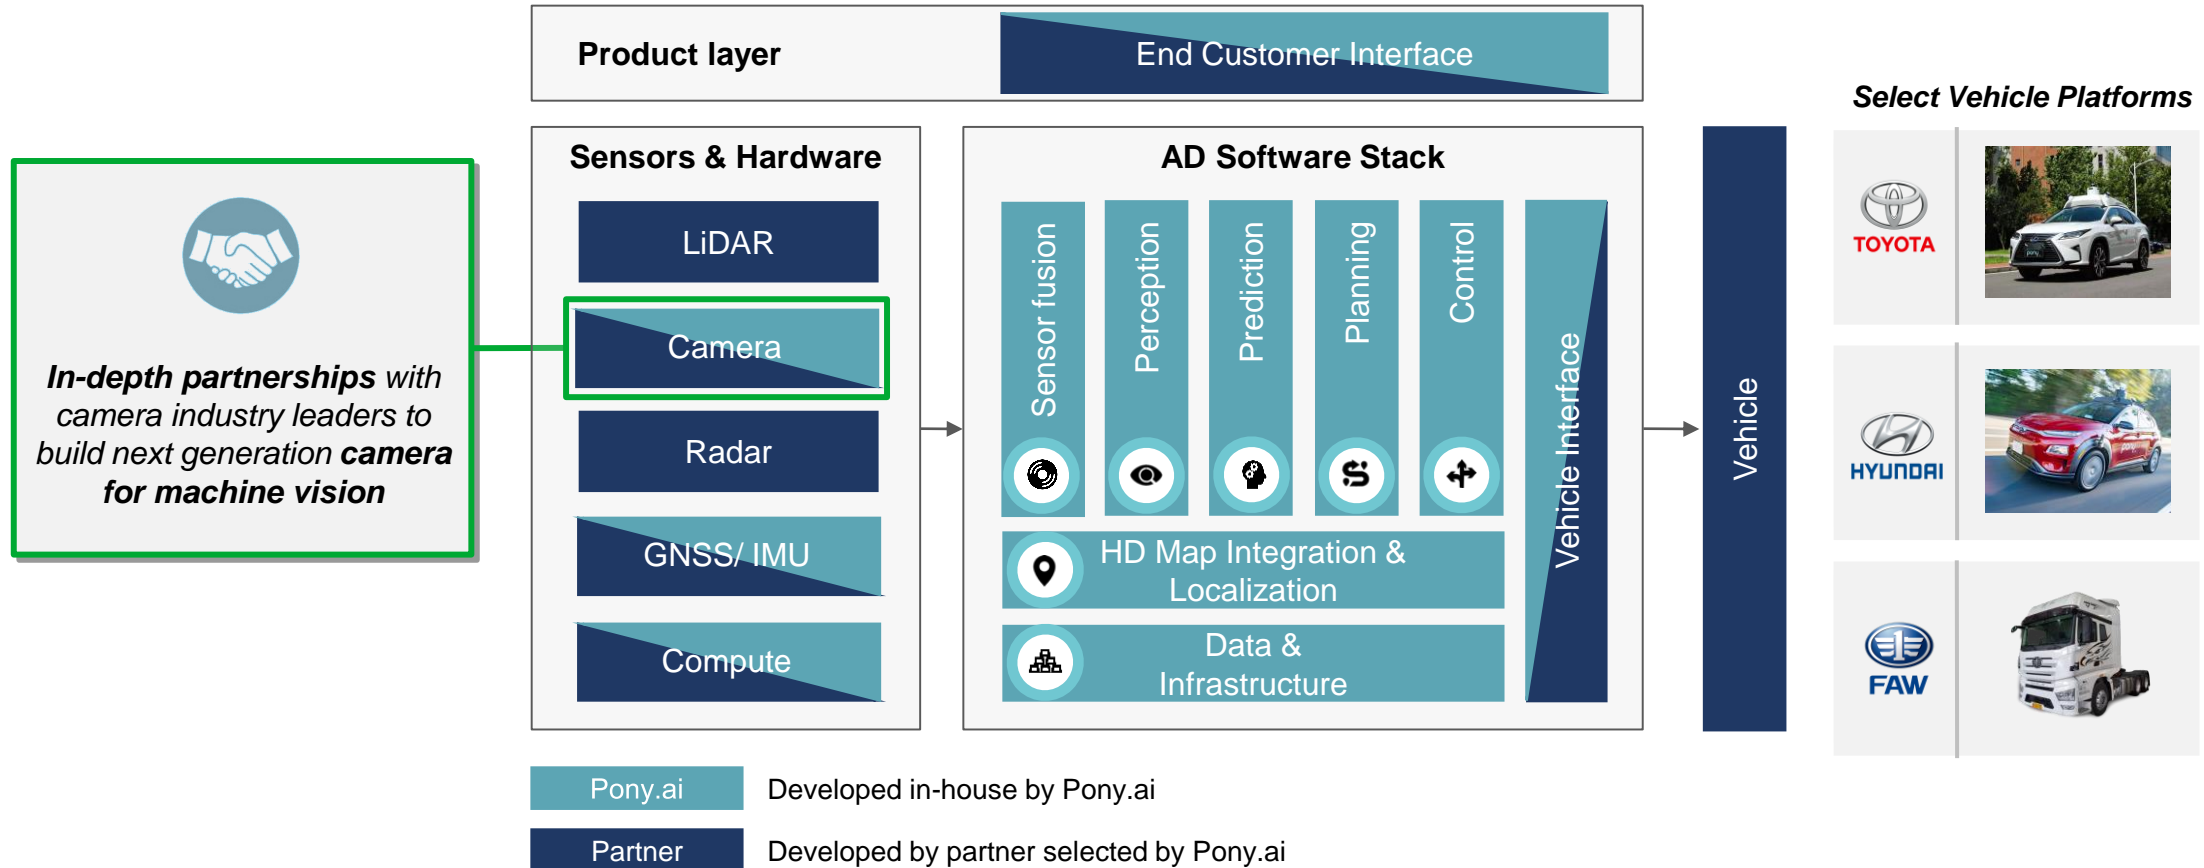 Product layer
End Customer Interface
Select Vehicle Platforms
In-depth partnerships with
camera industry leaders to
build next generation camera
for machine vision
Sensors & Hardware
LiDAR
Camera
Radar
GNSS/ IMU
Compute
AD Software Stack
Sensor fusion
Perception
Prediction
Planning
Control
Vehicle Interface
HD Map Integration &
Localization
Data &
Infrastructure
Vehicle
TOYOTA
pony
HYUNDAI
FAW
Pony.ai
Developed in-house by Pony.ai
Partner
Developed by partner selected by Pony.ai